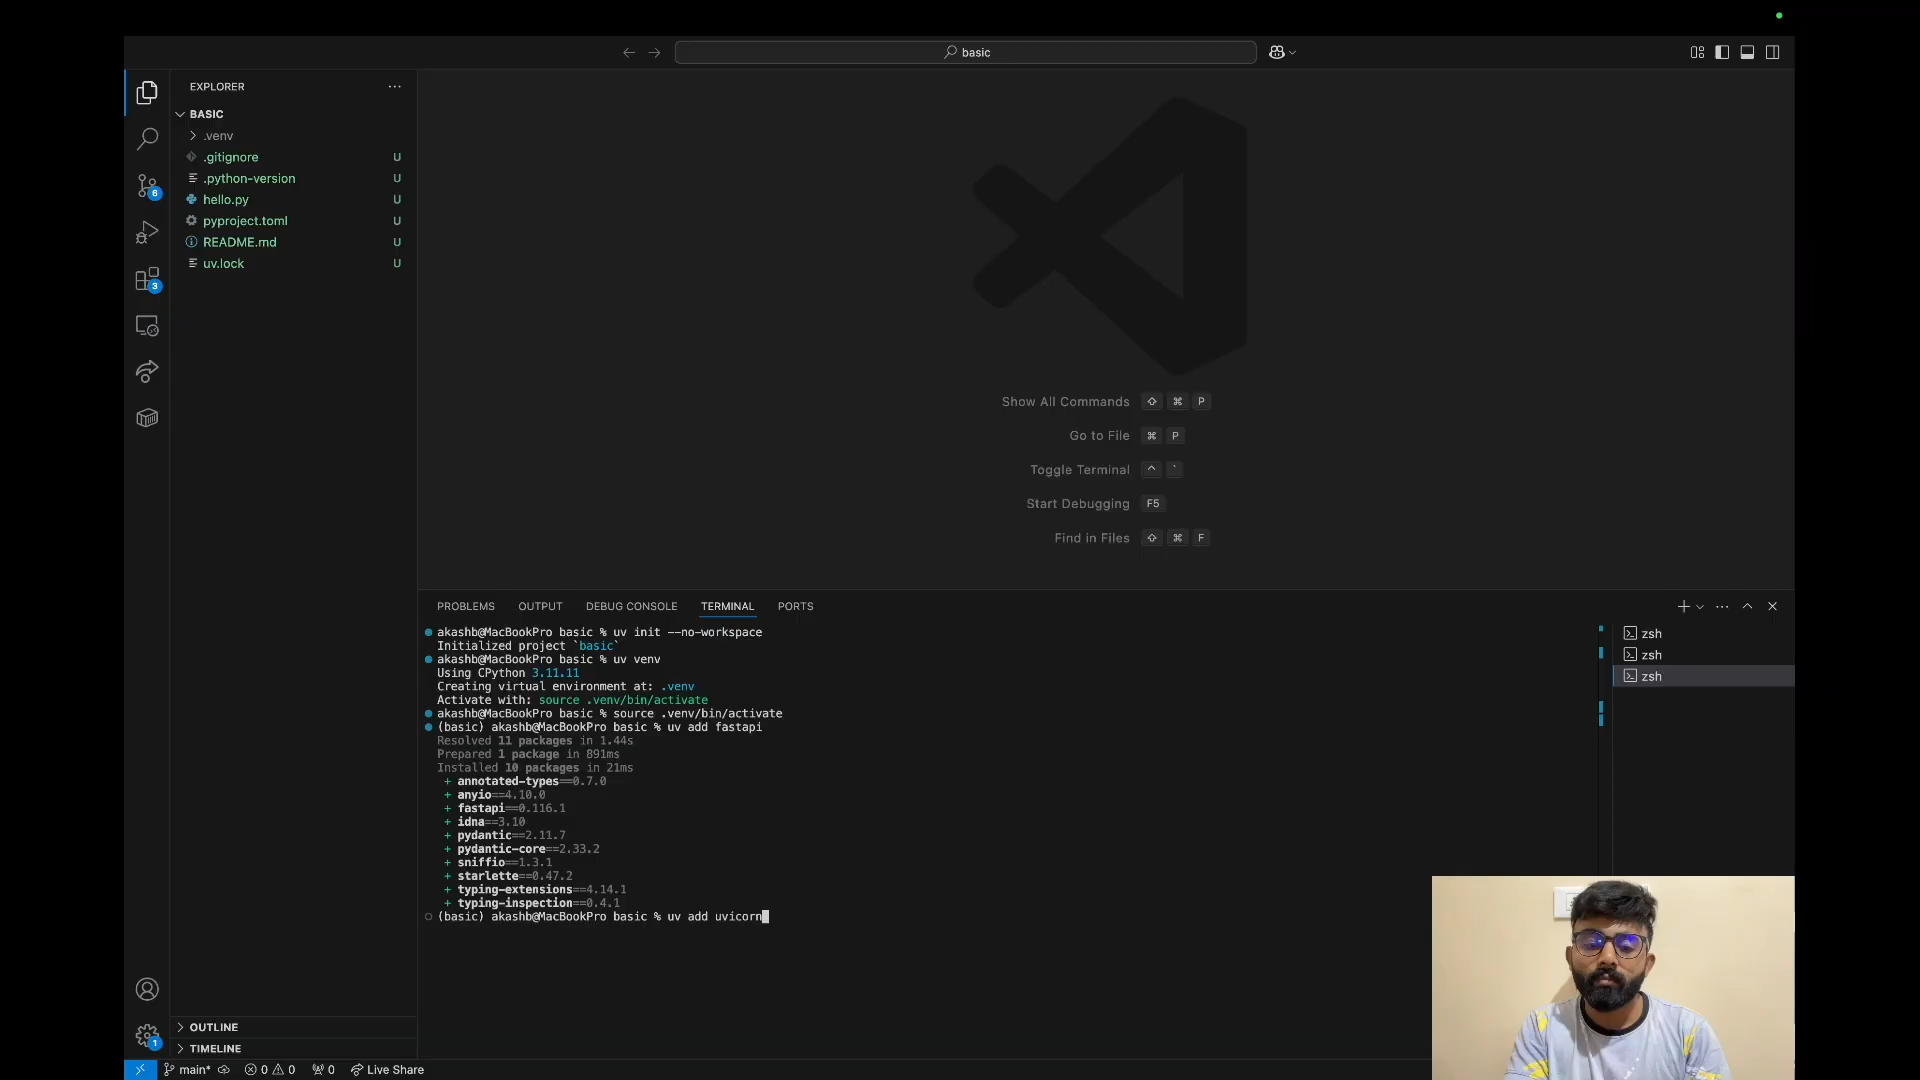 basic
EXPLORER
BASIC
.venv
.gitignore U
.python-version U
hello.py U
pyproject.toml U
README.md U
uv.lock U
6
3
Show All Commands ⇧ ⌘ P
Go to File ⌘ P
Toggle Terminal ^ `
Start Debugging F5
Find in Files ⇧ ⌘ F
PROBLEMS OUTPUT DEBUG CONSOLE TERMINAL PORTS
akashb@MacBookPro basic % uv init --no-workspace
Initialized project `basic`
akashb@MacBookPro basic % uv venv
Using CPython 3.11.11
Creating virtual environment at: .venv
Activate with: source .venv/bin/activate
akashb@MacBookPro basic % source .venv/bin/activate
(basic) akashb@MacBookPro basic % uv add fastapi
Resolved 11 packages in 1.44s
Prepared 1 package in 891ms
Installed 10 packages in 21ms
+ annotated-types==0.7.0
+ anyio==4.10.0
+ fastapi==0.116.1
+ idna==3.10
+ pydantic==2.11.7
+ pydantic-core==2.33.2
+ sniffio==1.3.1
+ starlette==0.47.2
+ typing-extensions==4.14.1
+ typing-inspection==0.4.1
(basic) akashb@MacBookPro basic % uv add uvicorn
zsh
zsh
zsh
OUTLINE
TIMELINE
1
main* 0 0 0 Live Share